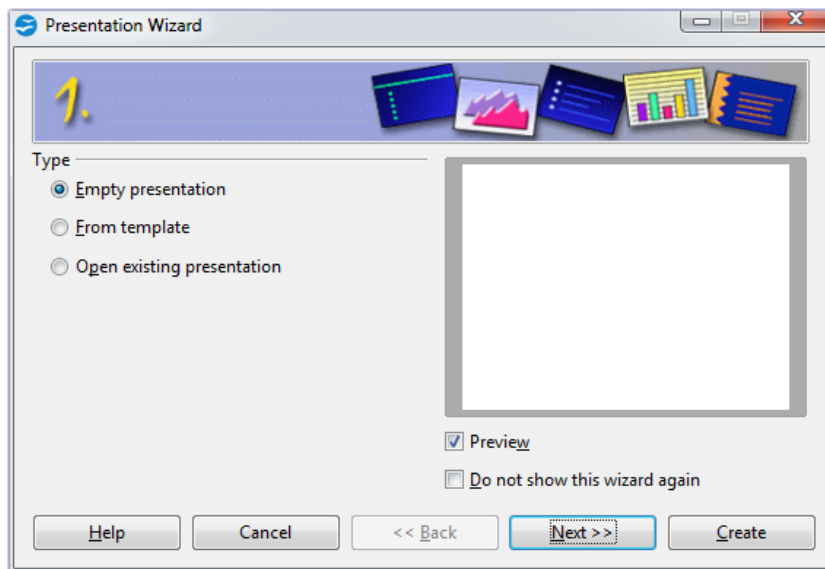 Presentation Wizard
1.
Type
Empty presentation
From template
Open existing presentation
Preview
Do not show this wizard again
Help Cancel << Back Next >> Create